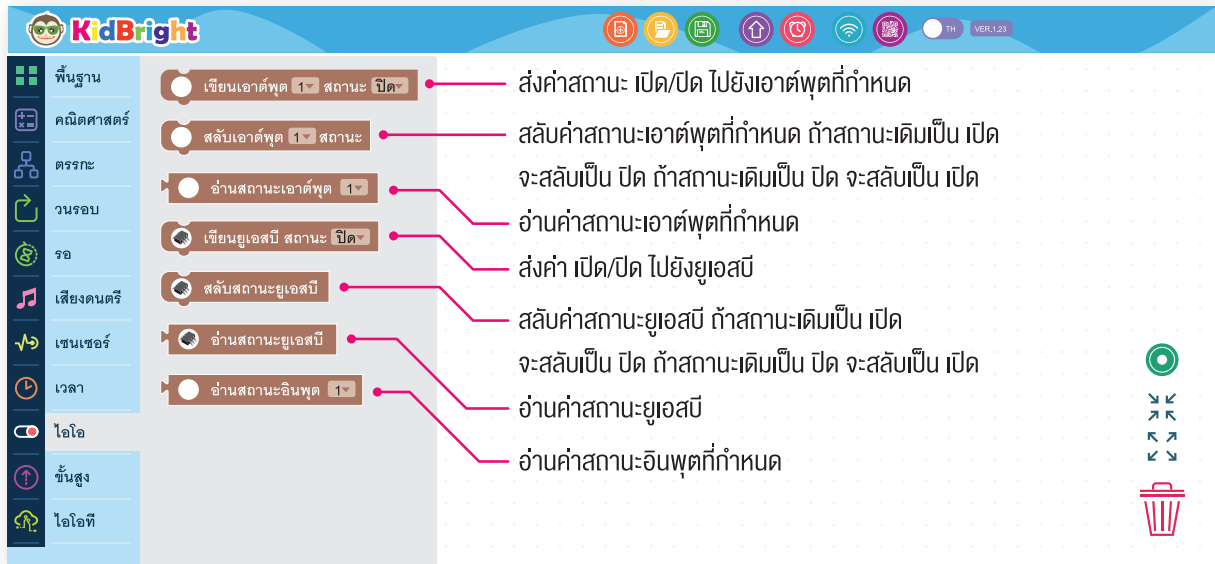 KidBright
TH
VER.1.23
พื้นฐาน
คณิตศาสตร์
ตรรกะ
วนรอบ
รอ
เสียงดนตรี
เซนเซอร์
เวลา
ไอโอ
ขั้นสูง
ไอโอที
เขียนเอาต์พุต 1 สถานะ ปิด
สลับเอาต์พุต 1 สถานะ
อ่านสถานะเอาต์พุต 1
เขียนยูเอสบี สถานะ ปิด
สลับสถานะยูเอสบี
อ่านสถานะยูเอสบี
อ่านสถานะอินพุต 1
ส่งค่าสถานะ เปิด/ปิด ไปยังเอาต์พุตที่กำหนด
สลับค่าสถานะเอาต์พุตที่กำหนด ถ้าสถานะเดิมเป็น เปิด
จะสลับเป็น ปิด ถ้าสถานะเดิมเป็น ปิด จะสลับเป็น เปิด
อ่านค่าสถานะเอาต์พุตที่กำหนด
ส่งค่า เปิด/ปิด ไปยังยูเอสบี
สลับค่าสถานะยูเอสบี ถ้าสถานะเดิมเป็น เปิด
จะสลับเป็น ปิด ถ้าสถานะเดิมเป็น ปิด จะสลับเป็น เปิด
อ่านค่าสถานะยูเอสบี
อ่านค่าสถานะอินพุตที่กำหนด